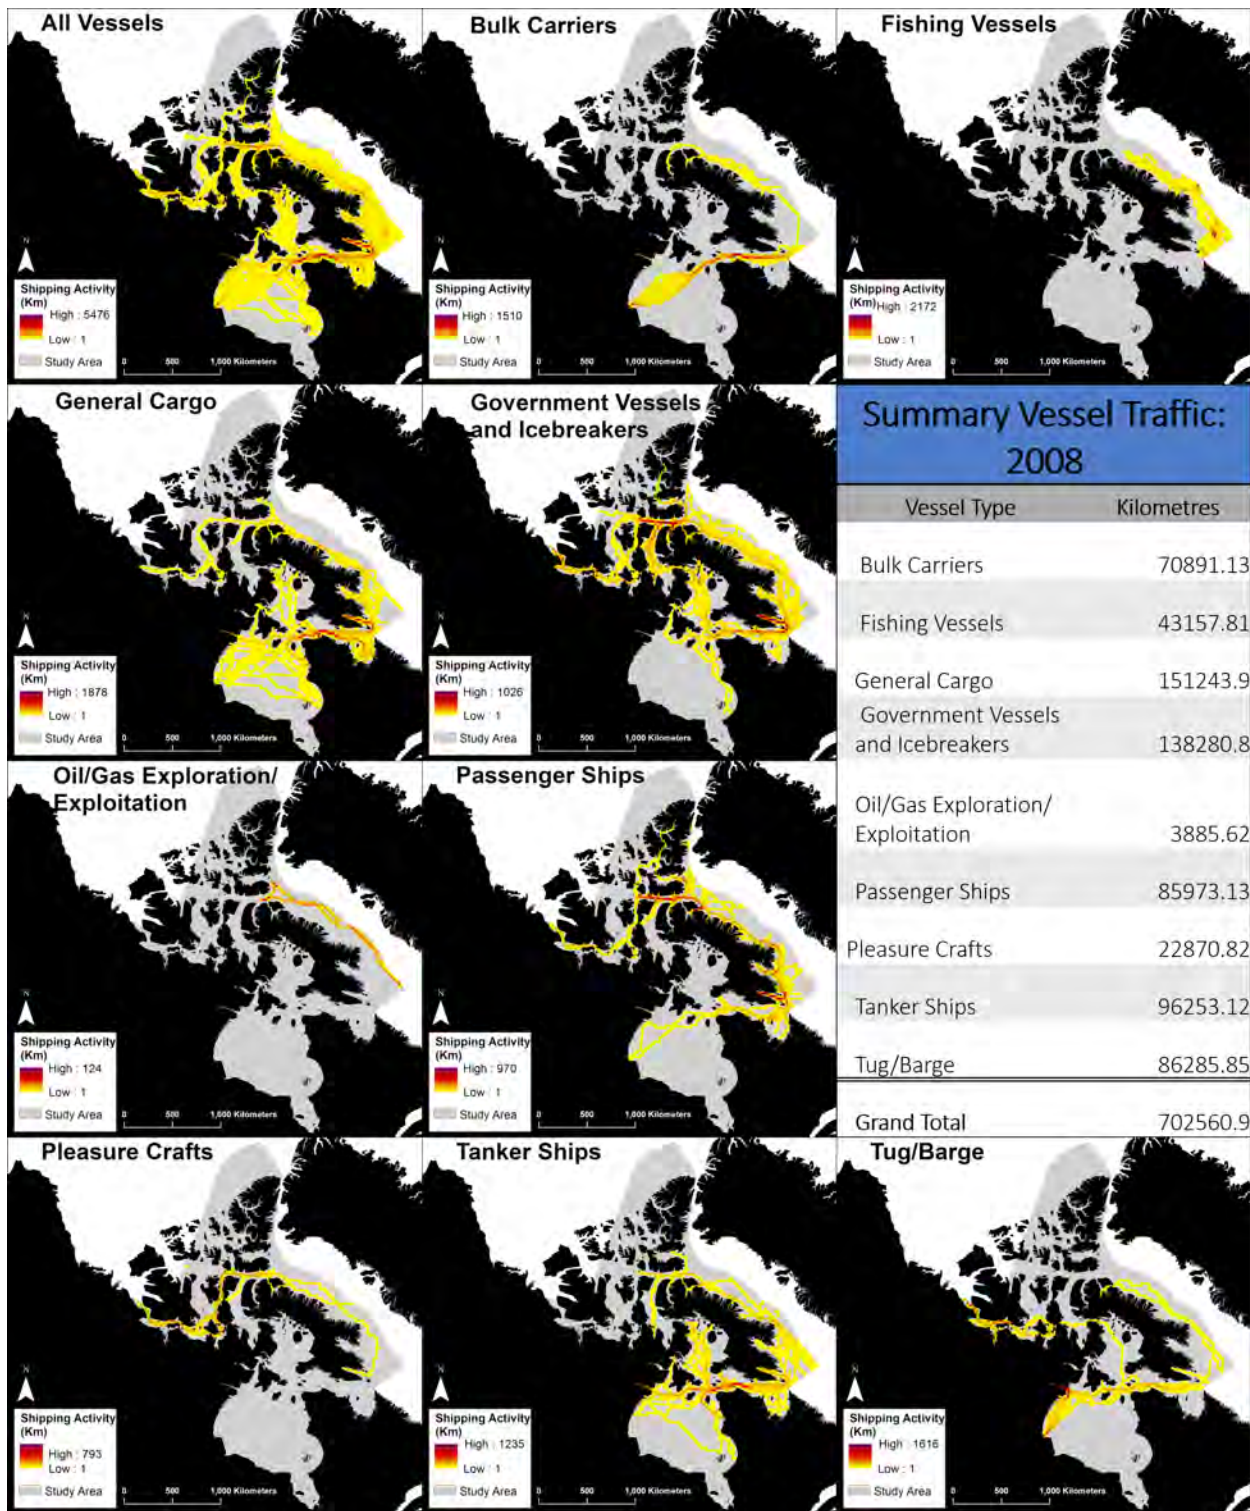 All Vessels
N
Shipping Activity
(Km)
High : 5476
Low : 1
Study Area
0 500 1,000 Kilometers
Bulk Carriers
N
Shipping Activity
(Km)
High : 1510
Low : 1
Study Area
0 500 1,000 Kilometers
Fishing Vessels
N
Shipping Activity
(Km)High : 2172
Low : 1
Study Area
0 500 1,000 Kilometers
General Cargo
N
Shipping Activity
(Km)
High : 1878
Low : 1
Study Area
0 500 1,000 Kilometers
Government Vessels
and Icebreakers
N
Shipping Activity
(Km)
High : 1026
Low : 1
Study Area
0 500 1,000 Kilometers
Summary Vessel Traffic:
2008
Vessel Type Kilometres
Bulk Carriers 70891.13
Fishing Vessels 43157.81
General Cargo 151243.9
Government Vessels
and Icebreakers 138280.8
Oil/Gas Exploration/
Exploitation 3885.62
Passenger Ships 85973.13
Pleasure Crafts 22870.82
Tanker Ships 96253.12
Tug/Barge 86285.85
Grand Total 702560.9
Oil/Gas Exploration/
Exploitation
N
Shipping Activity
(Km)
High : 124
Low : 1
Study Area
0 500 1,000 Kilometers
Passenger Ships
N
Shipping Activity
(Km)
High : 970
Low : 1
Study Area
0 500 1,000 Kilometers
Pleasure Crafts
N
Shipping Activity
(Km)
High : 793
Low : 1
Study Area
0 500 1,000 Kilometers
Tanker Ships
N
Shipping Activity
(Km)
High : 1235
Low : 1
Study Area
0 500 1,000 Kilometers
Tug/Barge
N
Shipping Activity
(Km)
High : 1616
Low : 1
Study Area
0 500 1,000 Kilometers